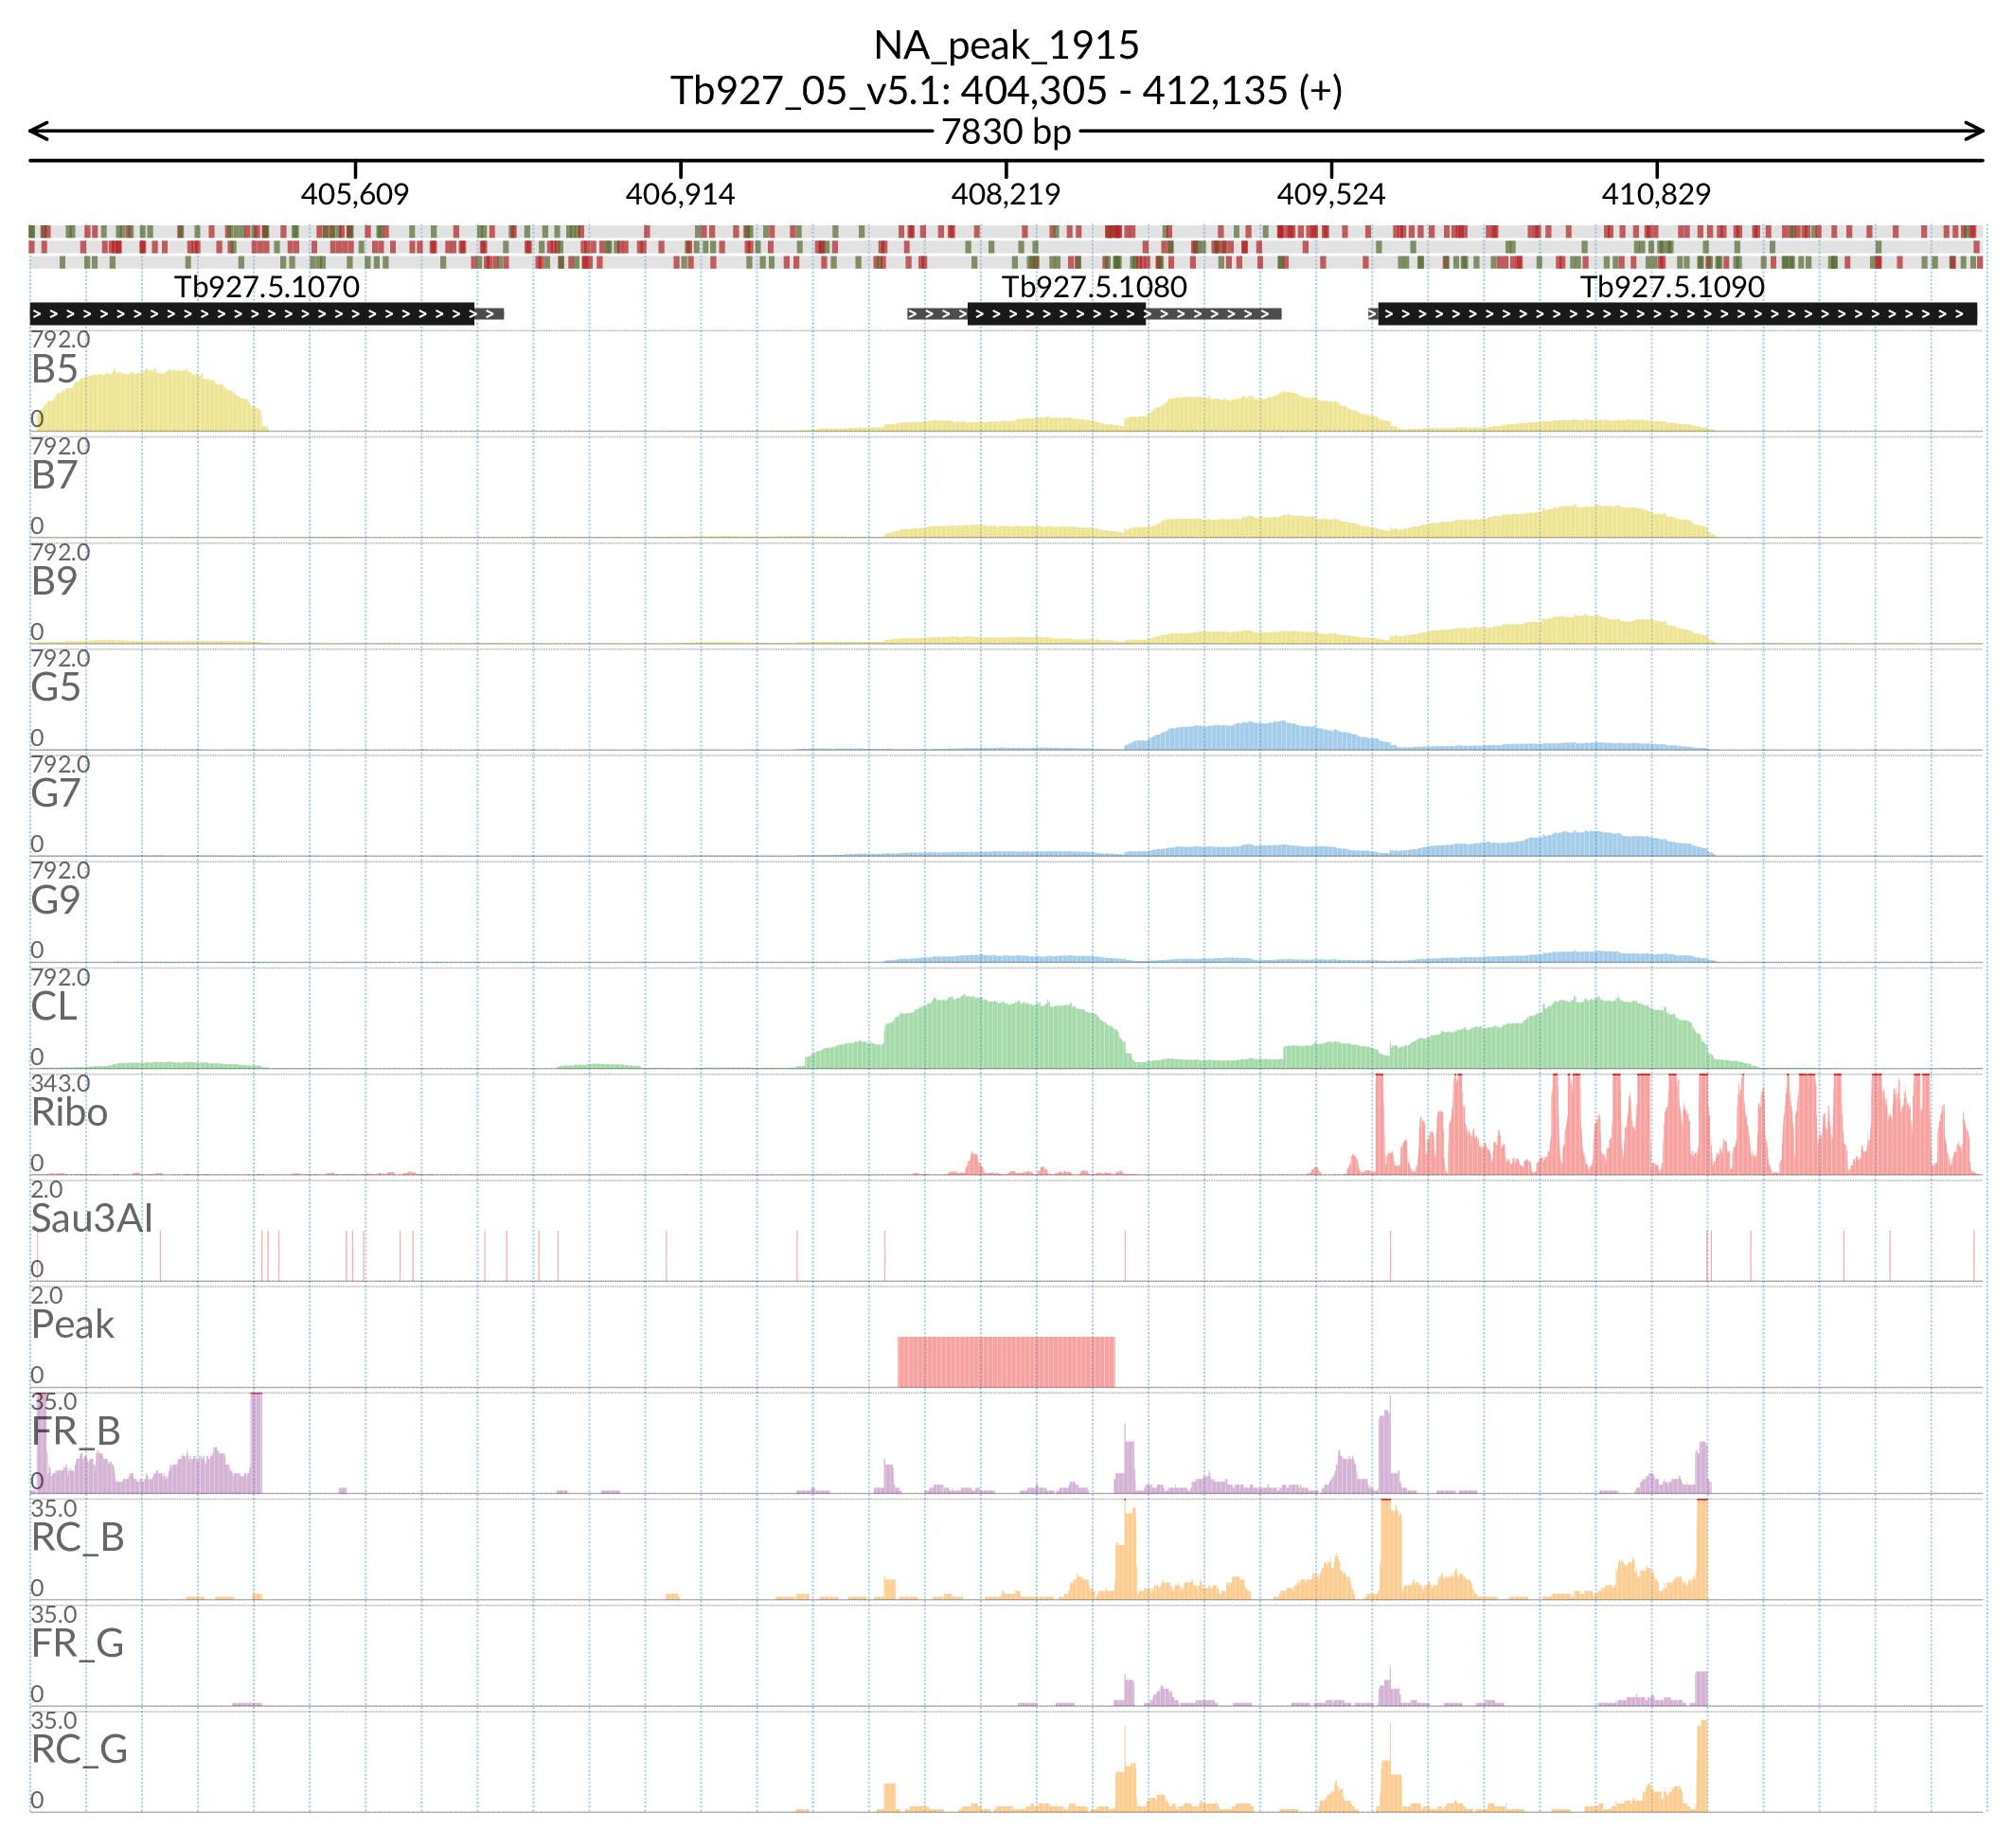 NA_peak_1915
Tb927_05_v5.1: 404,305 - 412,135 (+)
7830 bp
405,609 406,914 408,219 409,524 410,829
Tb927.5.1070 Tb927.5.1080 Tb927.5.1090
792.0
B5
0
792.0
B7
0
792.0
B9
0
792.0
G5
0
792.0
G7
0
792.0
G9
0
792.0
CL
0
343.0
Ribo
0
2.0
Sau3AI
0
2.0
Peak
0
35.0
FR_B
0
35.0
RC_B
0
35.0
FR_G
0
35.0
RC_G
0